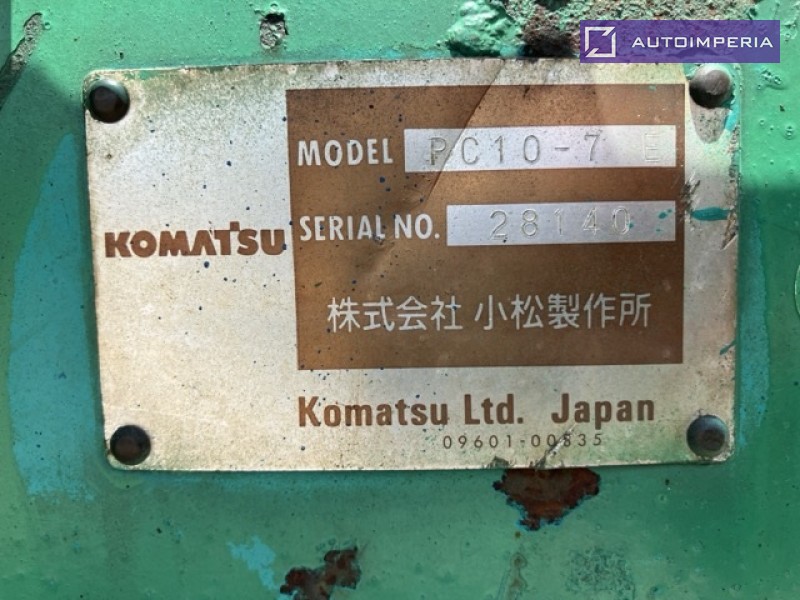 AUTOIMPERIA
MODEL PC10-7 E
KOMATSU
SERIAL NO. 28140
株式会社 小松製作所
Komatsu Ltd. Japan
09601-00835